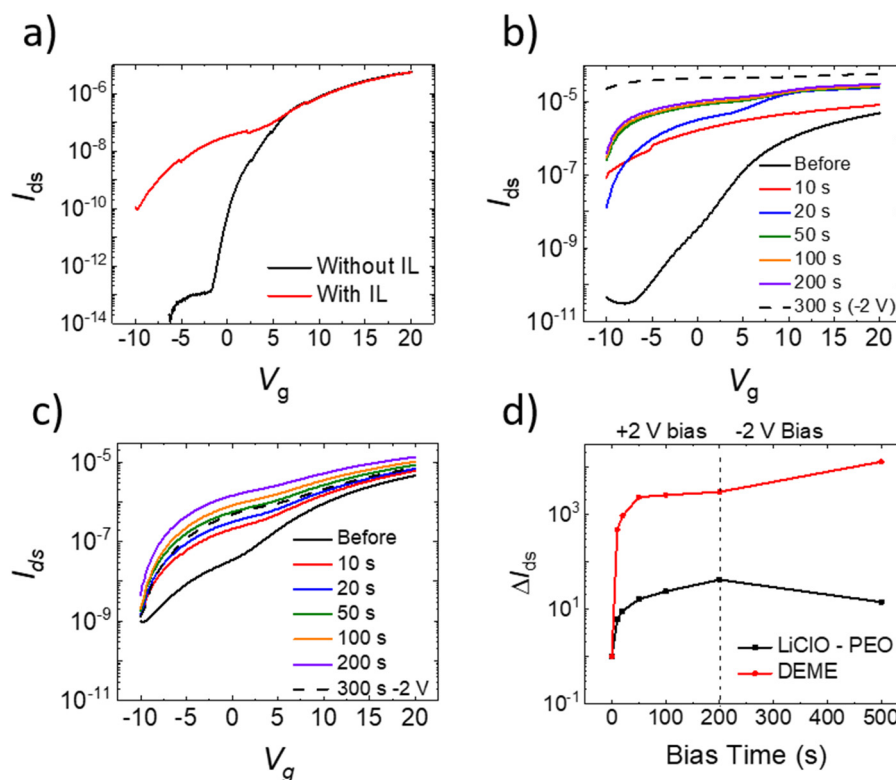 a)
I_ds
10^-6
10^-8
10^-10
10^-12
10^-14
Without IL
With IL
-10 -5 0 5 10 15 20
V_g
b)
I_ds
10^-5
10^-7
10^-9
10^-11
Before
10 s
20 s
50 s
100 s
200 s
300 s (-2 V)
-10 -5 0 5 10 15 20
V_g
c)
I_ds
10^-5
10^-7
10^-9
10^-11
Before
10 s
20 s
50 s
100 s
200 s
300 s -2 V
-10 -5 0 5 10 15 20
V_g
d)
+2 V bias -2 V Bias
ΔI_ds
10^3
10^1
10^-1
LiClO - PEO
DEME
0 100 200 300 400 500
Bias Time (s)